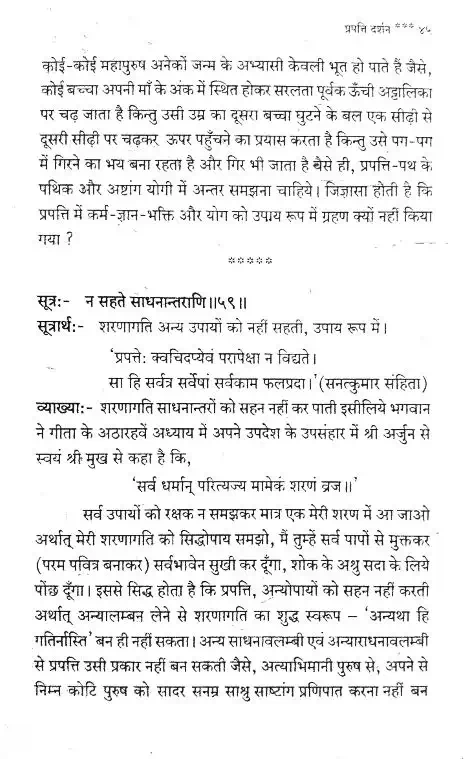 प्रपत्ति दर्शन *** ४५
कोई-कोई महापुरुष अनेकों जन्म के अभ्यासी केवली भूत हो पाते हैं जैसे,
कोई बच्चा अपनी माँ के अंक में स्थित होकर सरलता पूर्वक ऊँची अट्टालिका
पर चढ़ जाता है किन्तु उसी उम्र का दूसरा बच्चा घुटने के बल एक सीढ़ी से
दूसरी सीढ़ी पर चढ़कर ऊपर पहुँचने का प्रयास करता है किन्तु उसे पग-पग
में गिरने का भय बना रहता है और गिर भी जाता है वैसे ही, प्रपत्ति-पथ के
पथिक और अष्टांग योगी में अन्तर समझना चाहिये। जिज्ञासा होती है कि
प्रपत्ति में कर्म-ज्ञान-भक्ति और योग को उपाय रूप में ग्रहण क्यों नहीं किया
गया ?
*****
सूत्रः- न सहते साधनान्तराणि॥५९॥
सूत्रार्थः- शरणागति अन्य उपायों को नहीं सहती, उपाय रूप में।
'प्रपत्तेः क्वचिदप्येवं परापेक्षा न विद्यते।
सा हि सर्वत्र सर्वेषां सर्वकाम फलप्रदा।'(सनत्कुमार संहिता)
व्याख्याः- शरणागति साधनान्तरों को सहन नहीं कर पाती इसीलिये भगवान
ने गीता के अठारहवें अध्याय में अपने उपदेश के उपसंहार में श्री अर्जुन से
स्वयं श्री मुख से कहा है कि,
'सर्व धर्मान् परित्यज्य मामेकं शरणं व्रज॥'
सर्व उपायों को रक्षक न समझकर मात्र एक मेरी शरण में आ जाओ
अर्थात् मेरी शरणागति को सिद्धोपाय समझो, मैं तुम्हें सर्व पापों से मुक्तकर
(परम पवित्र बनाकर) सर्वभावेन सुखी कर दूँगा, शोक के अश्रु सदा के लिये
पोंछ दूँगा। इससे सिद्ध होता है कि प्रपत्ति, अन्योपायों को सहन नहीं करती
अर्थात् अन्यालम्बन लेने से शरणागति का शुद्ध स्वरूप – 'अन्यथा हि
गतिर्नास्ति' बन ही नहीं सकता। अन्य साधनावलम्बी एवं अन्याराधनावलम्बी
से प्रपत्ति उसी प्रकार नहीं बन सकती जैसे, अत्याभिमानी पुरुष से, अपने से
निम्न कोटि पुरुष को सादर सनम्र साश्रु साष्टांग प्रणिपात करना नहीं बन